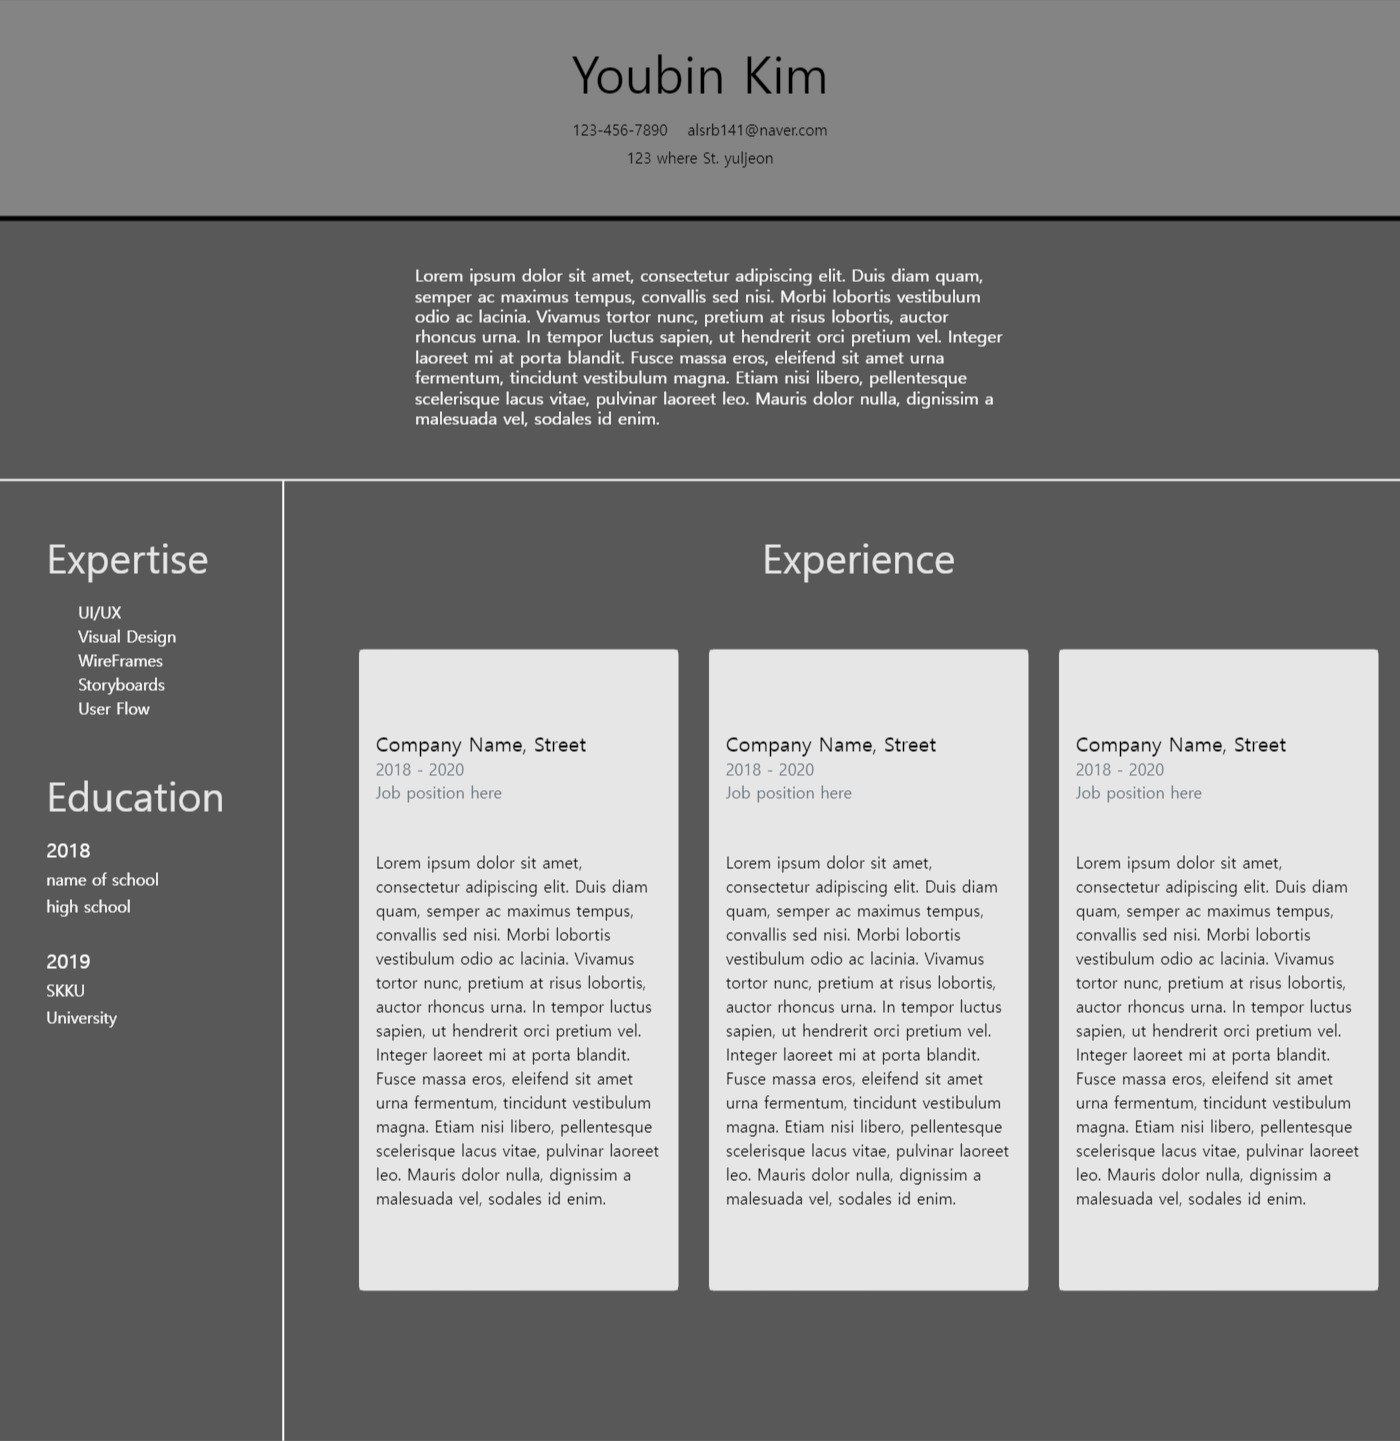 Youbin Kim
123-456-7890 alsrb141@naver.com
123 where St. yuljeon
Lorem ipsum dolor sit amet, consectetur adipiscing elit. Duis diam quam,
semper ac maximus tempus, convallis sed nisi. Morbi lobortis vestibulum
odio ac lacinia. Vivamus tortor nunc, pretium at risus lobortis, auctor
rhoncus urna. In tempor luctus sapien, ut hendrerit orci pretium vel. Integer
laoreet mi at porta blandit. Fusce massa eros, eleifend sit amet urna
fermentum, tincidunt vestibulum magna. Etiam nisi libero, pellentesque
scelerisque lacus vitae, pulvinar laoreet leo. Mauris dolor nulla, dignissim a
malesuada vel, sodales id enim.
Expertise
UI/UX
Visual Design
WireFrames
Storyboards
User Flow
Education
2018
name of school
high school
2019
SKKU
University
Experience
Company Name, Street
2018 - 2020
Job position here
Lorem ipsum dolor sit amet,
consectetur adipiscing elit. Duis diam
quam, semper ac maximus tempus,
convallis sed nisi. Morbi lobortis
vestibulum odio ac lacinia. Vivamus
tortor nunc, pretium at risus lobortis,
auctor rhoncus urna. In tempor luctus
sapien, ut hendrerit orci pretium vel.
Integer laoreet mi at porta blandit.
Fusce massa eros, eleifend sit amet
urna fermentum, tincidunt vestibulum
magna. Etiam nisi libero, pellentesque
scelerisque lacus vitae, pulvinar laoreet
leo. Mauris dolor nulla, dignissim a
malesuada vel, sodales id enim.
Company Name, Street
2018 - 2020
Job position here
Lorem ipsum dolor sit amet,
consectetur adipiscing elit. Duis diam
quam, semper ac maximus tempus,
convallis sed nisi. Morbi lobortis
vestibulum odio ac lacinia. Vivamus
tortor nunc, pretium at risus lobortis,
auctor rhoncus urna. In tempor luctus
sapien, ut hendrerit orci pretium vel.
Integer laoreet mi at porta blandit.
Fusce massa eros, eleifend sit amet
urna fermentum, tincidunt vestibulum
magna. Etiam nisi libero, pellentesque
scelerisque lacus vitae, pulvinar laoreet
leo. Mauris dolor nulla, dignissim a
malesuada vel, sodales id enim.
Company Name, Street
2018 - 2020
Job position here
Lorem ipsum dolor sit amet,
consectetur adipiscing elit. Duis diam
quam, semper ac maximus tempus,
convallis sed nisi. Morbi lobortis
vestibulum odio ac lacinia. Vivamus
tortor nunc, pretium at risus lobortis,
auctor rhoncus urna. In tempor luctus
sapien, ut hendrerit orci pretium vel.
Integer laoreet mi at porta blandit.
Fusce massa eros, eleifend sit amet
urna fermentum, tincidunt vestibulum
magna. Etiam nisi libero, pellentesque
scelerisque lacus vitae, pulvinar laoreet
leo. Mauris dolor nulla, dignissim a
malesuada vel, sodales id enim.